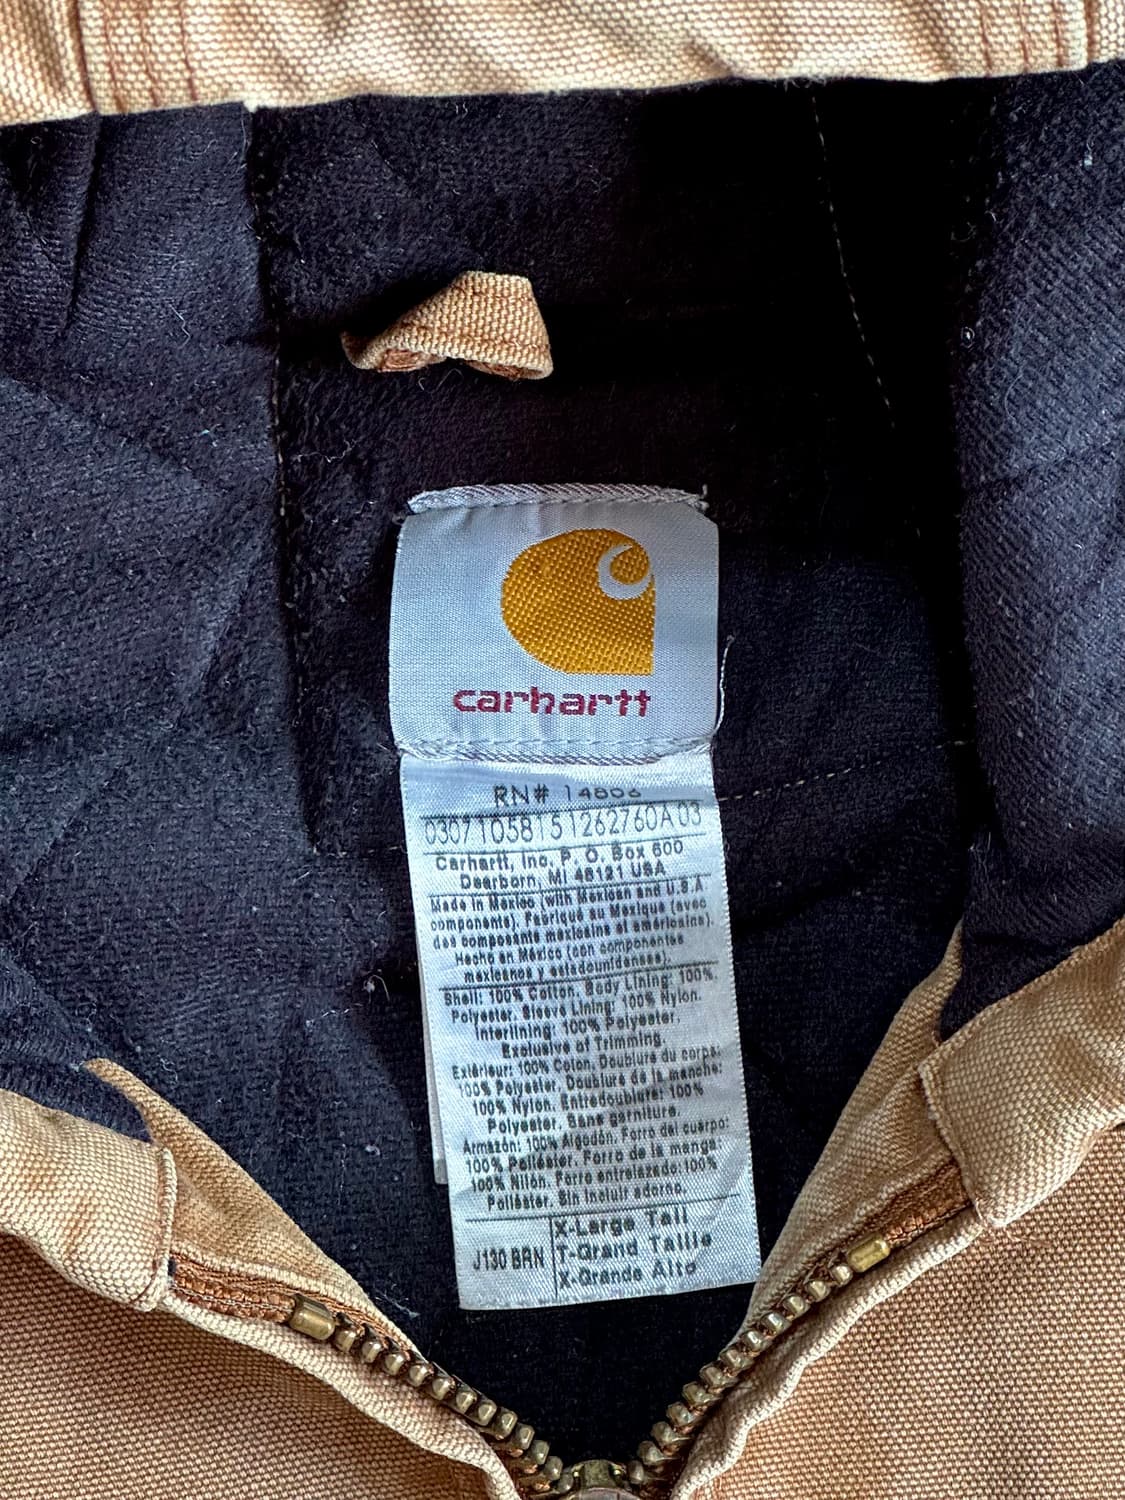 carhartt
RN# 14806
03071058151262760A 03
Carhartt, Inc. P. O. Box 600
Dearborn, MI 48121 USA
Made in Mexico (with Mexican and U.S.A
components). Fabriqué au Mexique (avec
des composants mexicains et américains).
Hecho en México (con componentes
mexicanos y estadounidenses).
Shell: 100% Cotton, Body Lining: 100%
Polyester, Sleeve Lining: 100% Nylon.
Interlining: 100% Polyester.
Exclusive of Trimming.
Extérieur: 100% Coton, Doublure du corps:
100% Polyester, Doublure de la manche:
100% Nylon, Entredoublure: 100%
Polyester, Sans garniture.
Armazón: 100% Algodón, Forro del cuerpo:
100% Poliéster, Forro de la manga:
100% Nilón, Forro entrelazado: 100%
Poliéster, Sin incluir adorno.
J130 BRN
X-Large Tall
T-Grand Taille
X-Grande Alto